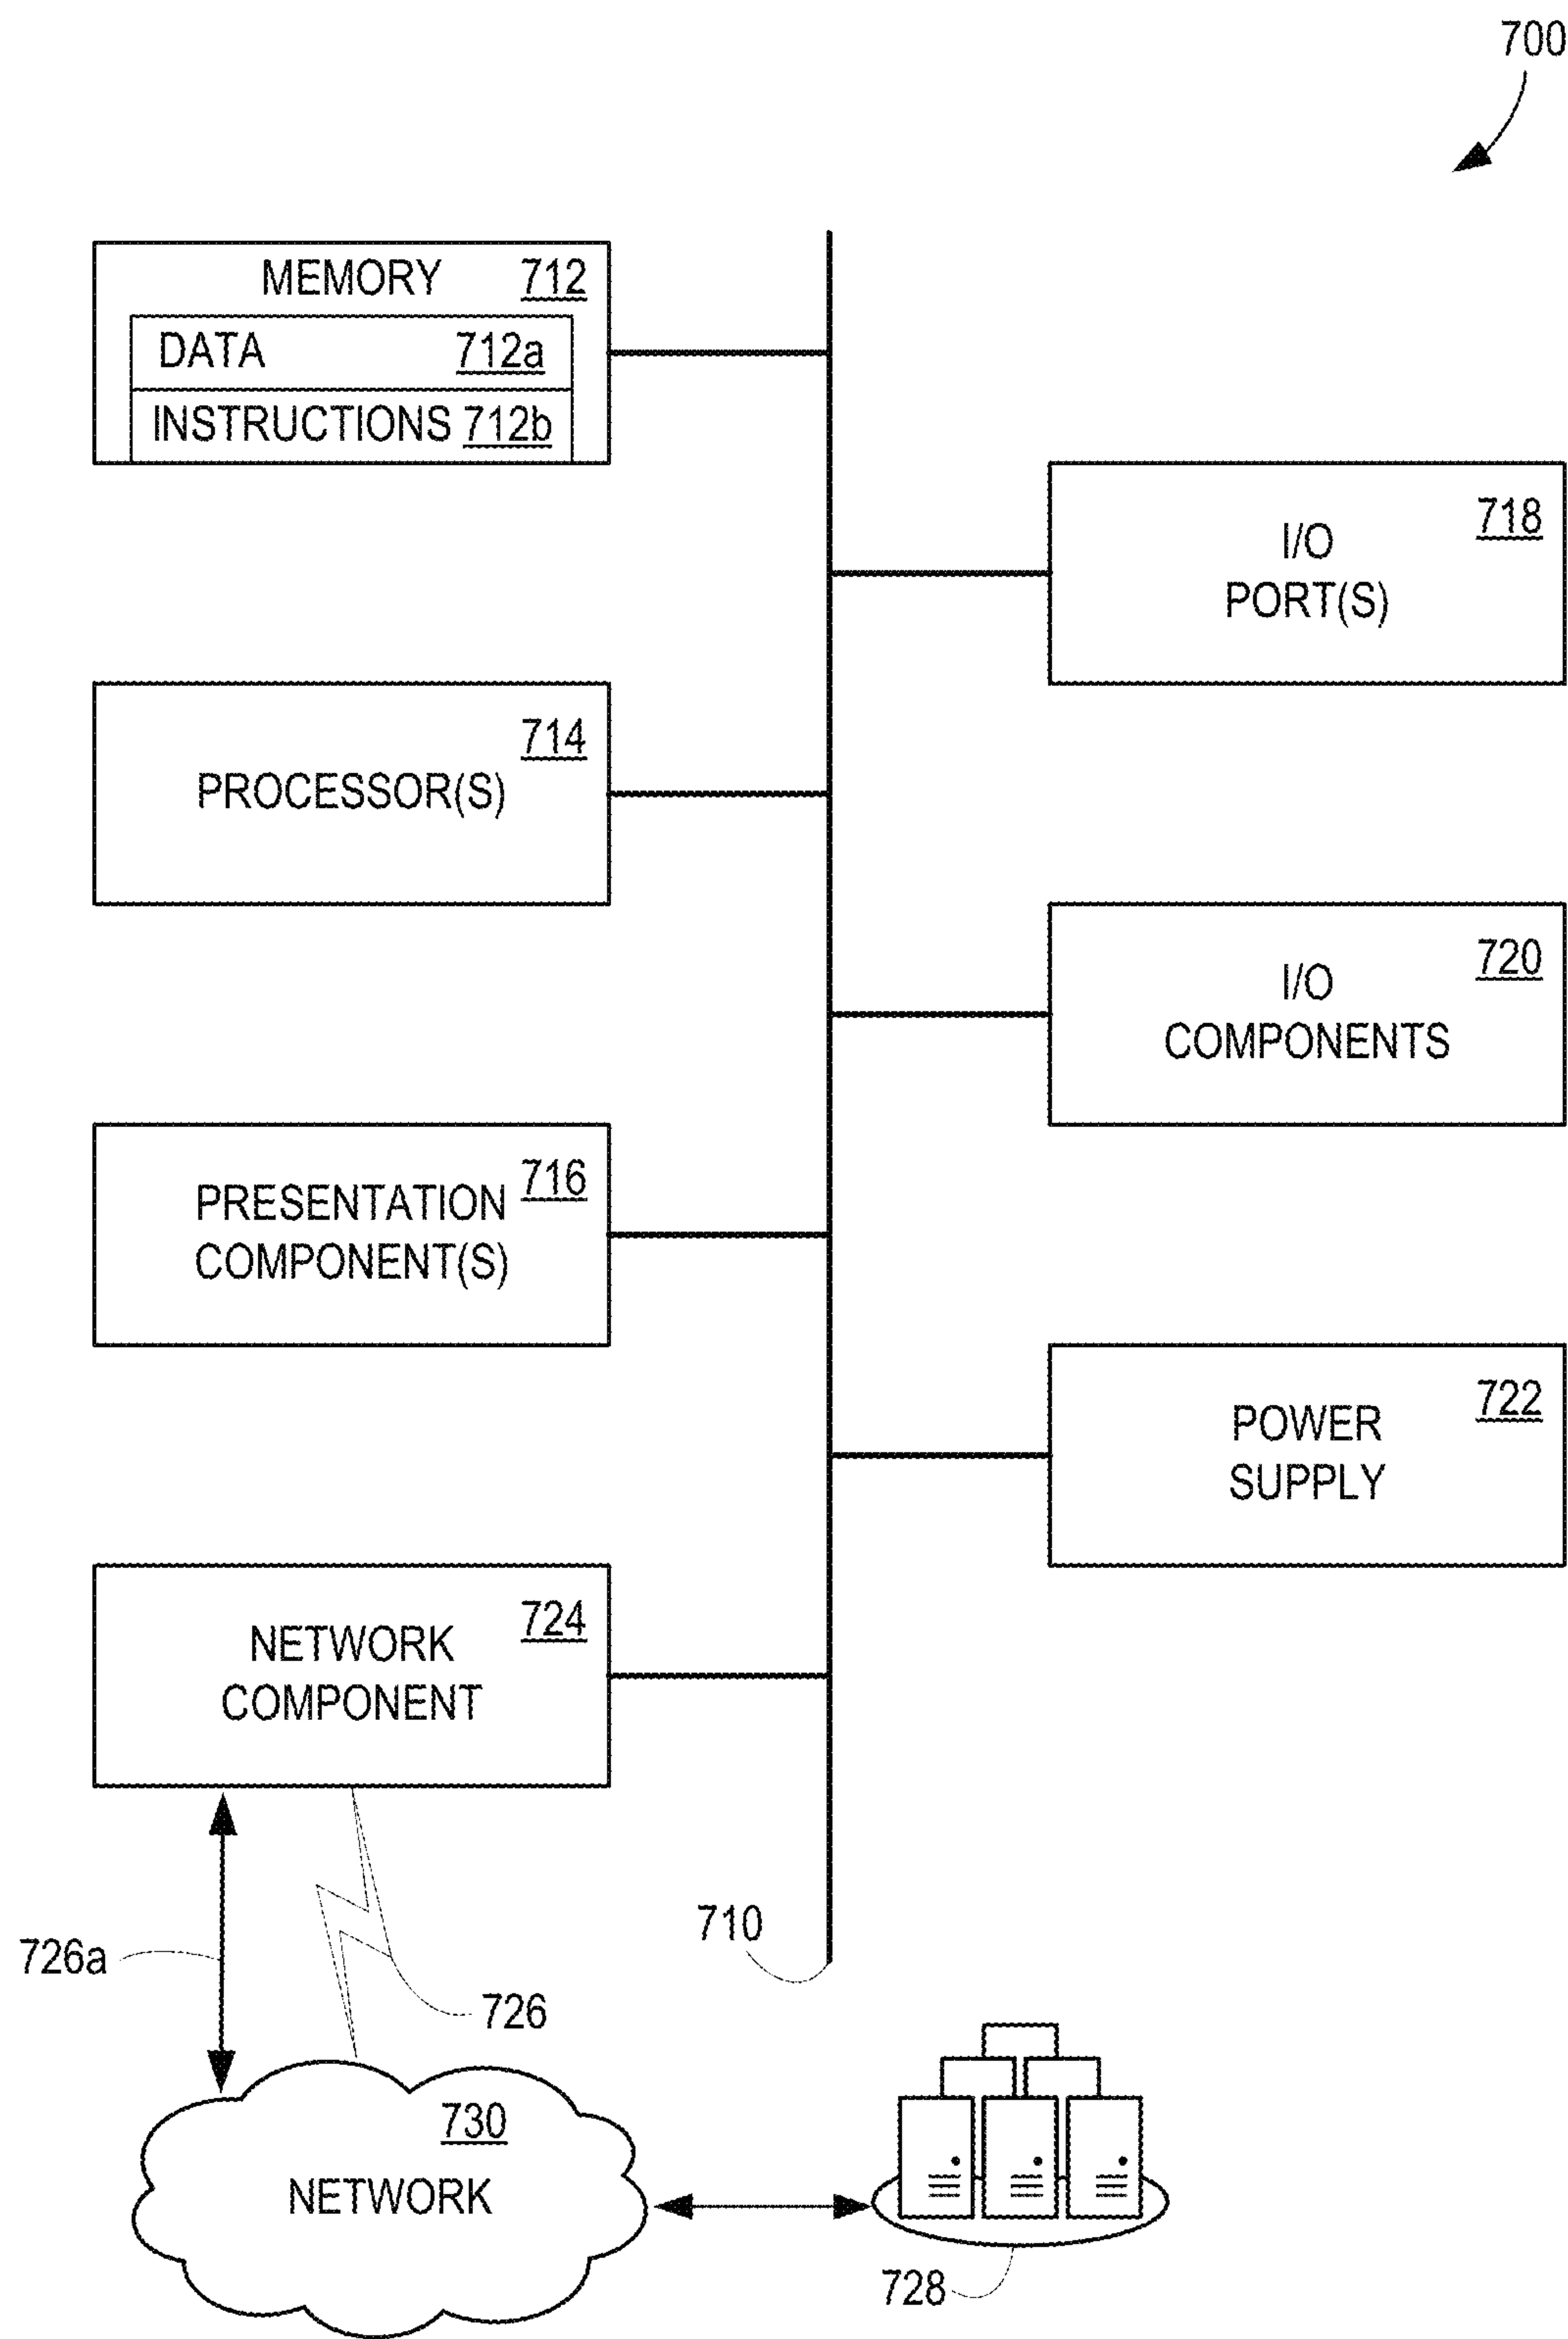 700
MEMORY 712
DATA 712a
INSTRUCTIONS 712b
718
I/O
PORT(S)
714
PROCESSOR(S)
720
I/O
COMPONENTS
716
PRESENTATION
COMPONENT(S)
722
POWER
SUPPLY
724
NETWORK
COMPONENT
710
726a
726
730
NETWORK
728